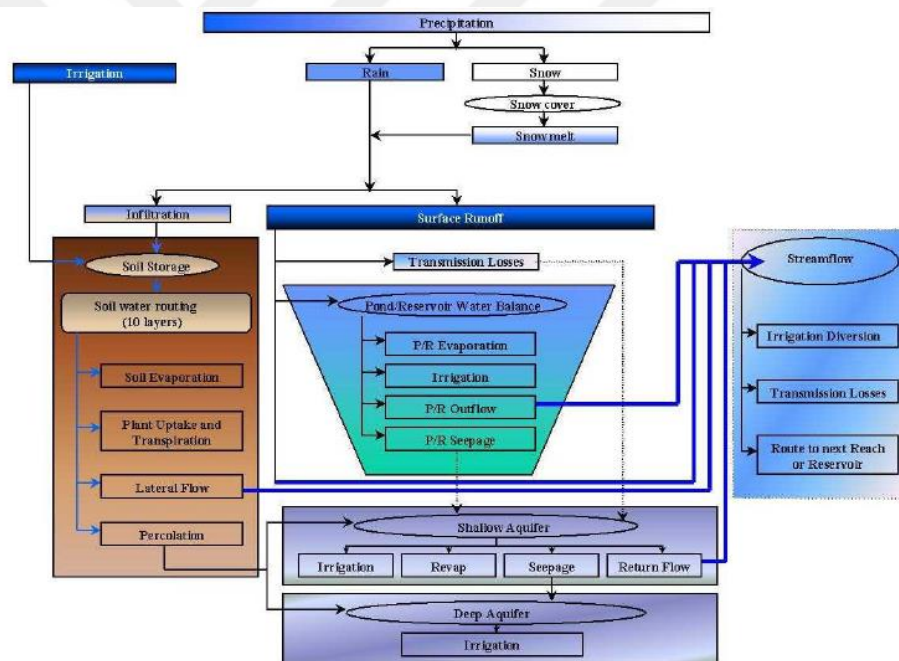 Precipitation
Irrigation
Rain
Snow
Snow cover
Snow melt
Infiltration
Surface Runoff
Soil Storage
Transmission Losses
Streamflow
Soil water routing
(10 layers)
Pond/Reservoir Water Balance
P/R Evaporation
Irrigation Diversion
Soil Evaporation
Irrigation
Plant Uptake and
Transpiration
P/R Outflow
Transmission Losses
P/R Seepage
Route to next Reach
or Reservoir
Lateral Flow
Percolation
Shallow Aquifer
Irrigation
Revap
Seepage
Return Flow
Deep Aquifer
Irrigation